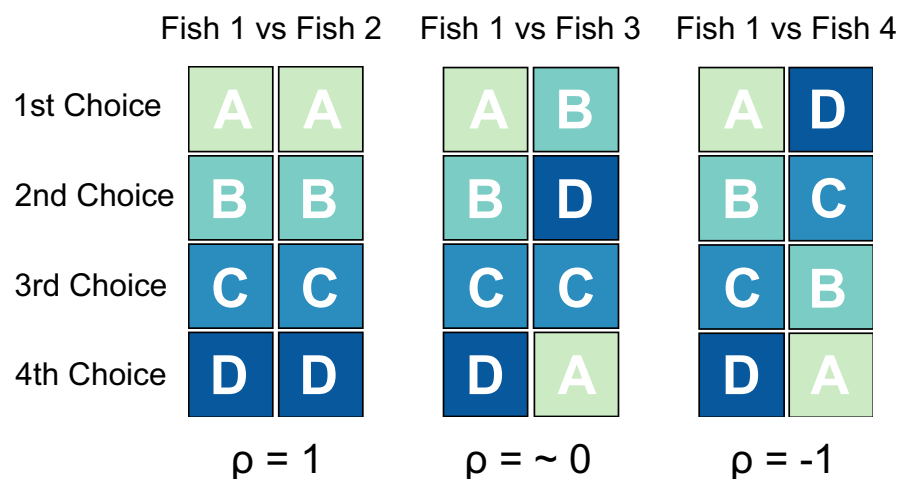 Fish 1 vs Fish 2 Fish 1 vs Fish 3 Fish 1 vs Fish 4
1st Choice A A A B A D
2nd Choice B B B D B C
3rd Choice C C C C C B
4th Choice D D D A D A
ρ = 1 ρ = ~ 0 ρ = -1